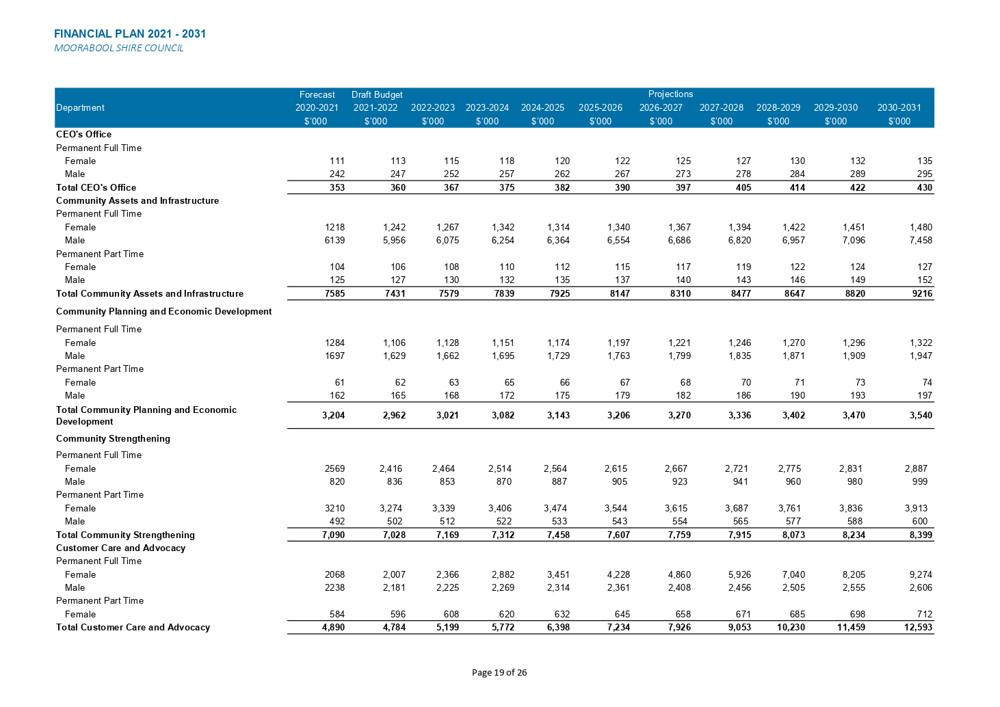 FINANCIAL PLAN 2021 - 2031
MOORABOOL SHIRE COUNCIL
Forecast Draft Budget Projections
Department 2020-2021 2021-2022 2022-2023 2023-2024 2024-2025 2025-2026 2026-2027 2027-2028 2028-2029 2029-2030 2030-2031
$'000 $'000 $'000 $'000 $'000 $'000 $'000 $'000 $'000 $'000 $'000
CEO's Office
Permanent Full Time
Female 111 113 115 118 120 122 125 127 130 132 135
Male 242 247 252 257 262 267 273 278 284 289 295
Total CEO's Office 353 360 367 375 382 390 397 405 414 422 430
Community Assets and Infrastructure
Permanent Full Time
Female 1218 1,242 1,267 1,342 1,314 1,340 1,367 1,394 1,422 1,451 1,480
Male 6139 5,956 6,075 6,254 6,364 6,554 6,686 6,820 6,957 7,096 7,458
Permanent Part Time
Female 104 106 108 110 112 115 117 119 122 124 127
Male 125 127 130 132 135 137 140 143 146 149 152
Total Community Assets and Infrastructure 7585 7431 7579 7839 7925 8147 8310 8477 8647 8820 9216
Community Planning and Economic Development
Permanent Full Time
Female 1284 1,106 1,128 1,151 1,174 1,197 1,221 1,246 1,270 1,296 1,322
Male 1697 1,629 1,662 1,695 1,729 1,763 1,799 1,835 1,871 1,909 1,947
Permanent Part Time
Female 61 62 63 65 66 67 68 70 71 73 74
Male 162 165 168 172 175 179 182 186 190 193 197
Total Community Planning and Economic
Development 3,204 2,962 3,021 3,082 3,143 3,206 3,270 3,336 3,402 3,470 3,540
Community Strengthening
Permanent Full Time
Female 2569 2,416 2,464 2,514 2,564 2,615 2,667 2,721 2,775 2,831 2,887
Male 820 836 853 870 887 905 923 941 960 980 999
Permanent Part Time
Female 3210 3,274 3,339 3,406 3,474 3,544 3,615 3,687 3,761 3,836 3,913
Male 492 502 512 522 533 543 554 565 577 588 600
Total Community Strengthening 7,090 7,028 7,169 7,312 7,458 7,607 7,759 7,915 8,073 8,234 8,399
Customer Care and Advocacy
Permanent Full Time
Female 2068 2,007 2,366 2,882 3,451 4,228 4,860 5,926 7,040 8,205 9,274
Male 2238 2,181 2,225 2,269 2,314 2,361 2,408 2,456 2,505 2,555 2,606
Permanent Part Time
Female 584 596 608 620 632 645 658 671 685 698 712
Total Customer Care and Advocacy 4,890 4,784 5,199 5,772 6,398 7,234 7,926 9,053 10,230 11,459 12,593
Page 19 of 26